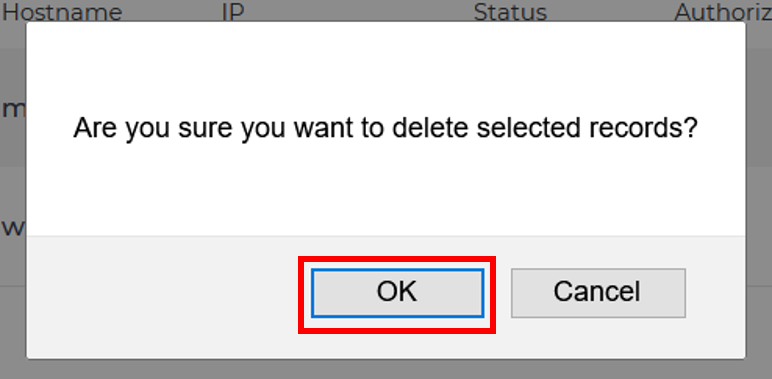 Hostname IP Status Authoriz
m
Are you sure you want to delete selected records?
w
OK Cancel